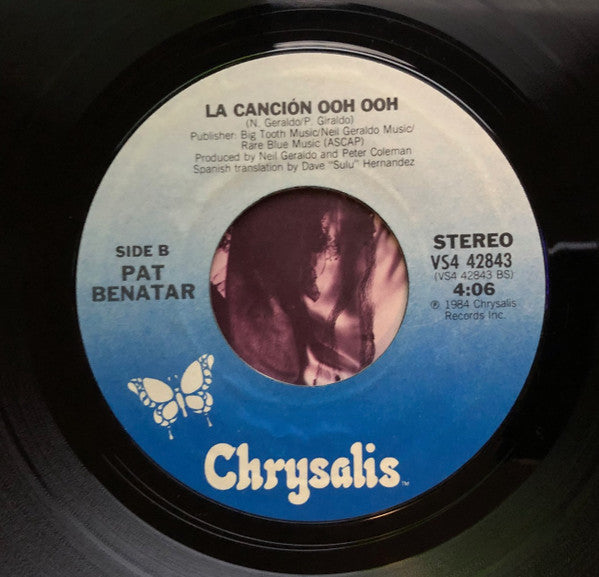 LA CANCIÓN OOH OOH
(N. Geraldo/P. Giraldo)
Publisher: Big Tooth Music/Neil Geraldo Music/
Rare Blue Music (ASCAP)
Produced by Neil Geraldo and Peter Coleman
Spanish translation by Dave "Sulu" Hernandez
SIDE B
PAT
BENATAR
STEREO
VS4 42843
(VS4 42843 BS)
4:06
℗ 1984 Chrysalis
Records Inc.
Chrysalis™